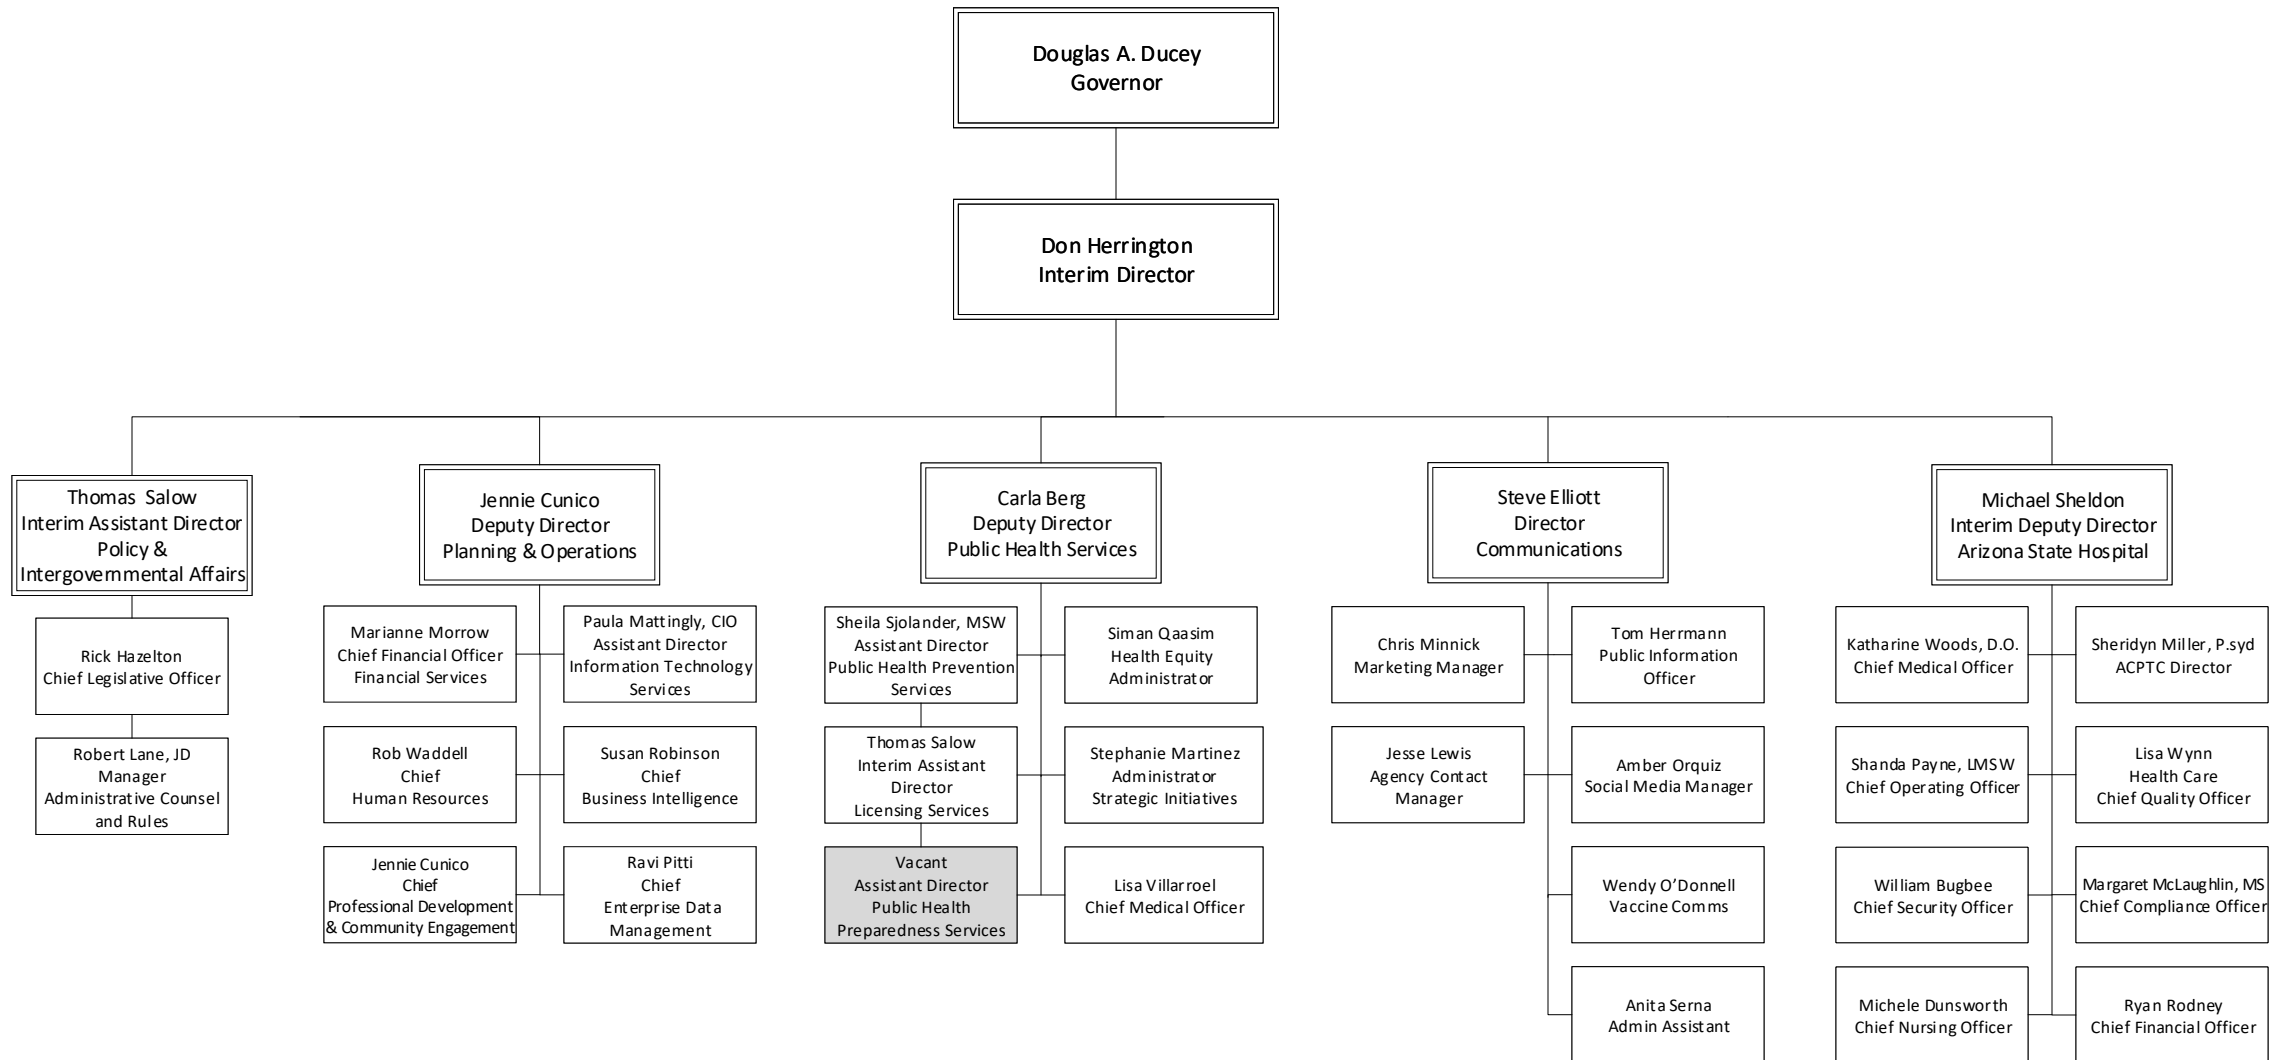 Douglas A. Ducey
Governor
Don Herrington
Interim Director
Thomas Salow
Interim Assistant Director
Policy &
Intergovernmental Affairs
Rick Hazelton
Chief Legislative Officer
Robert Lane, JD
Manager
Administrative Counsel
and Rules
Jennie Cunico
Deputy Director
Planning & Operations
Marianne Morrow
Chief Financial Officer
Financial Services
Paula Mattingly, CIO
Assistant Director
Information Technology
Services
Rob Waddell
Chief
Human Resources
Susan Robinson
Chief
Business Intelligence
Jennie Cunico
Chief
Professional Development
& Community Engagement
Ravi Pitti
Chief
Enterprise Data
Management
Carla Berg
Deputy Director
Public Health Services
Sheila Sjolander, MSW
Assistant Director
Public Health Prevention
Services
Siman Qaasim
Health Equity
Administrator
Thomas Salow
Interim Assistant
Director
Licensing Services
Stephanie Martinez
Administrator
Strategic Initiatives
Vacant
Assistant Director
Public Health
Preparedness Services
Lisa Villarroel
Chief Medical Officer
Steve Elliott
Director
Communications
Chris Minnick
Marketing Manager
Tom Herrmann
Public Information
Officer
Jesse Lewis
Agency Contact
Manager
Amber Orquiz
Social Media Manager
Wendy O’Donnell
Vaccine Comms
Anita Serna
Admin Assistant
Michael Sheldon
Interim Deputy Director
Arizona State Hospital
Katharine Woods, D.O.
Chief Medical Officer
Sheridyn Miller, P.syd
ACPTC Director
Shanda Payne, LMSW
Chief Operating Officer
Lisa Wynn
Health Care
Chief Quality Officer
William Bugbee
Chief Security Officer
Margaret McLaughlin, MS
Chief Compliance Officer
Michele Dunsworth
Chief Nursing Officer
Ryan Rodney
Chief Financial Officer